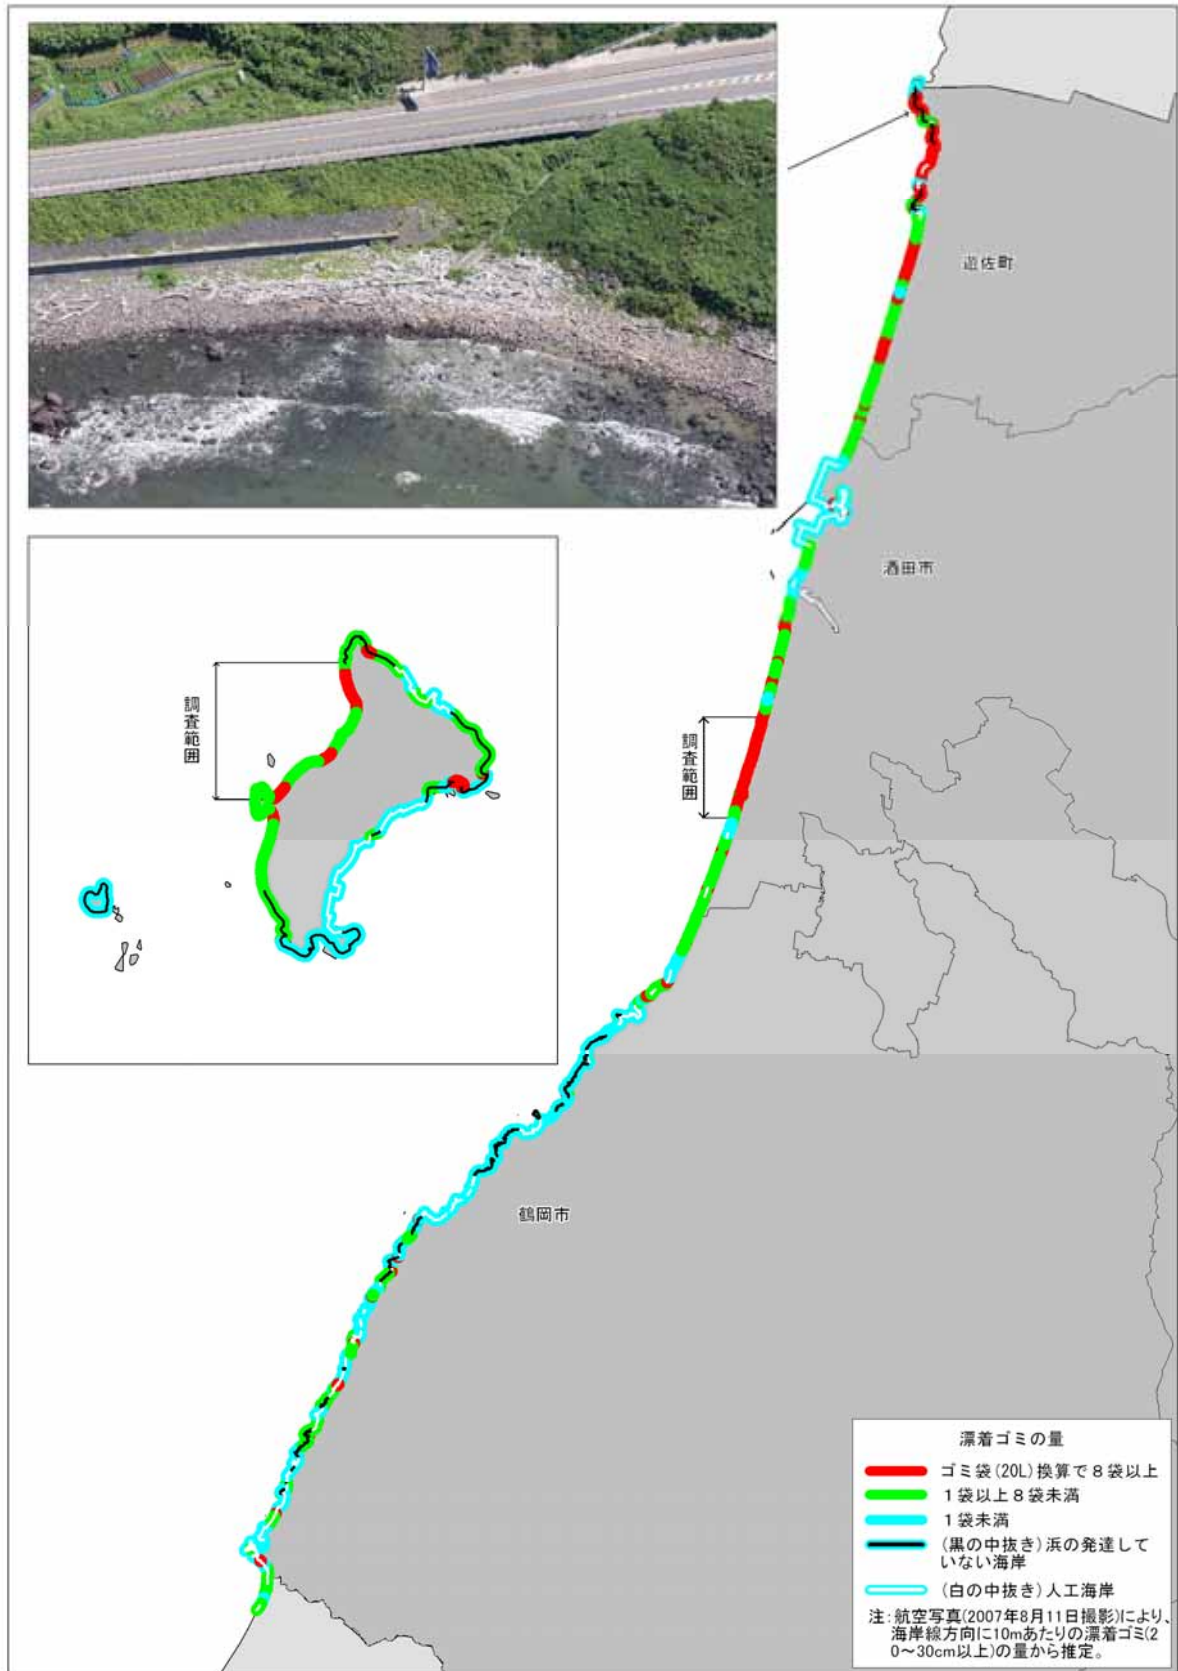 遊佐町
酒田市
調査範囲
調査範囲
鶴岡市
漂着ゴミの量
ゴミ袋(20L)換算で８袋以上
１袋以上８袋未満
１袋未満
(黒の中抜き)浜の発達して
いない海岸
(白の中抜き)人工海岸
注:航空写真(2007年8月11日撮影)により、
海岸線方向に10mあたりの漂着ゴミ(2
0～30cm以上)の量から推定。